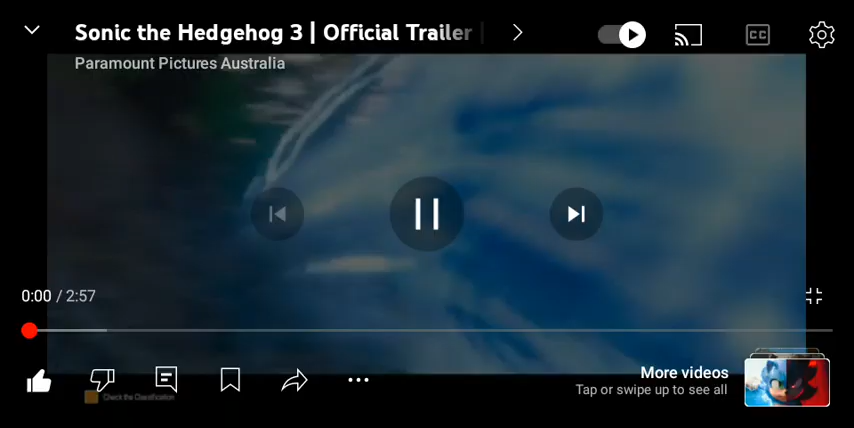 Sonic the Hedgehog 3 | Official Trailer |
Paramount Pictures Australia
CC
0:00 / 2:57
More videos
Tap or swipe up to see all
Check the Classification